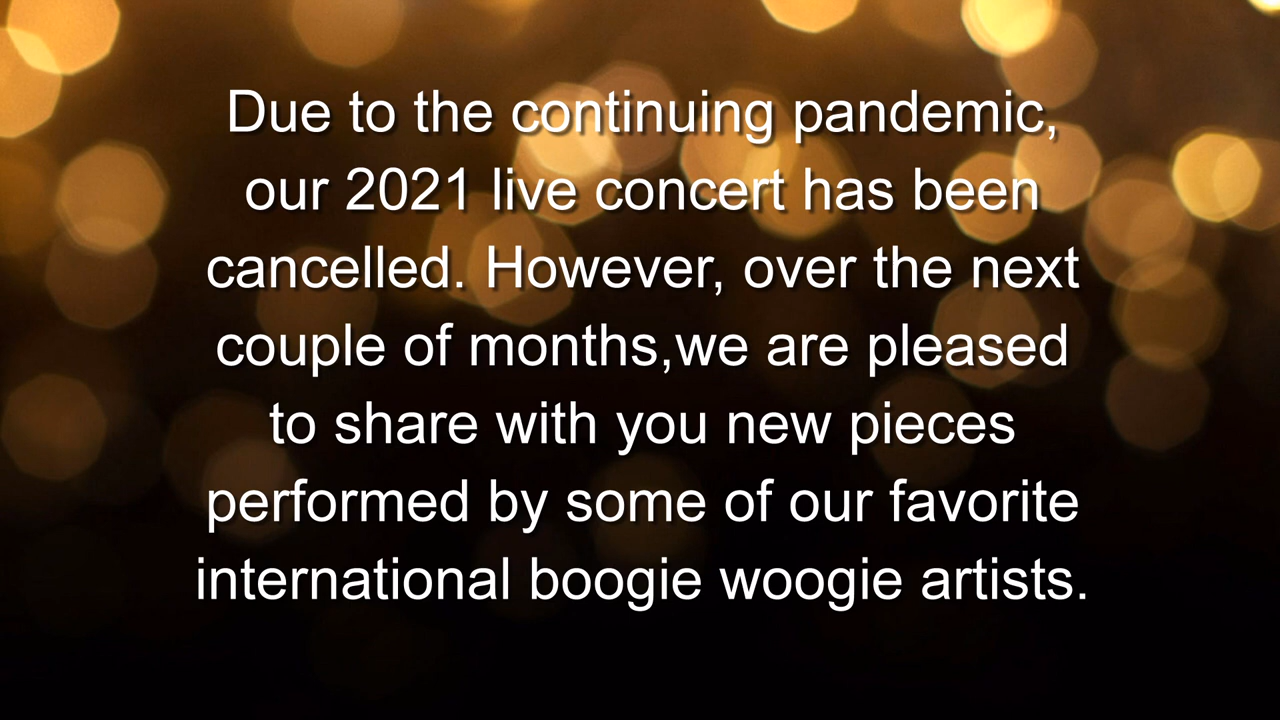 Due to the continuing pandemic,
our 2021 live concert has been
cancelled. However, over the next
couple of months,we are pleased
to share with you new pieces
performed by some of our favorite
international boogie woogie artists.